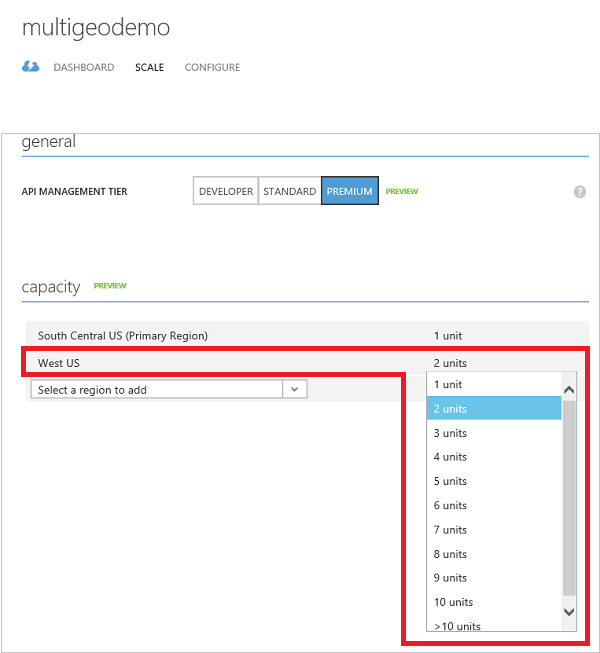 multigeodemo
DASHBOARD SCALE CONFIGURE
general
API MANAGEMENT TIER DEVELOPER STANDARD PREMIUM PREVIEW ?
capacity PREVIEW
South Central US (Primary Region) 1 unit
West US 2 units
Select a region to add
1 unit
2 units
3 units
4 units
5 units
6 units
7 units
8 units
9 units
10 units
>10 units